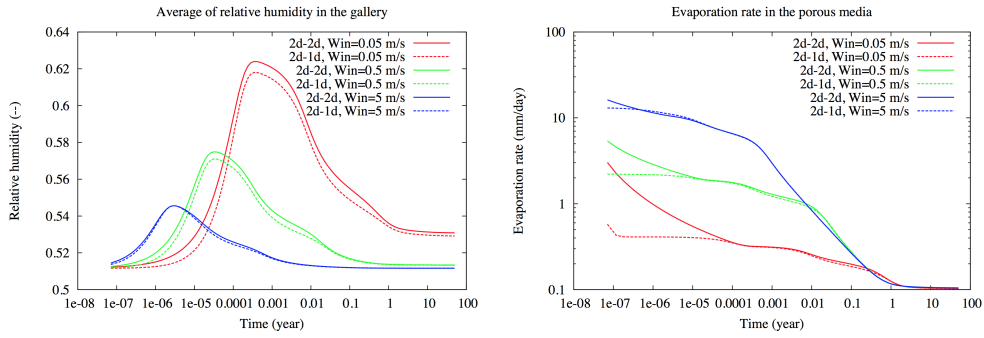 Average of relative humidity in the gallery
0.64
0.62
0.6
0.58
0.56
0.54
0.52
0.5
Relative humidity (--)
2d-2d, Win=0.05 m/s
2d-1d, Win=0.05 m/s
2d-2d, Win=0.5 m/s
2d-1d, Win=0.5 m/s
2d-2d, Win=5 m/s
2d-1d, Win=5 m/s
1e-08 1e-07 1e-06 1e-05 0.0001 0.001 0.01 0.1 1 10 100
Time (year)
Evaporation rate in the porous media
100
10
1
0.1
Evaporation rate (mm/day)
2d-2d, Win=0.05 m/s
2d-1d, Win=0.05 m/s
2d-2d, Win=0.5 m/s
2d-1d, Win=0.5 m/s
2d-2d, Win=5 m/s
2d-1d, Win=5 m/s
1e-08 1e-07 1e-06 1e-05 0.0001 0.001 0.01 0.1 1 10 100
Time (year)